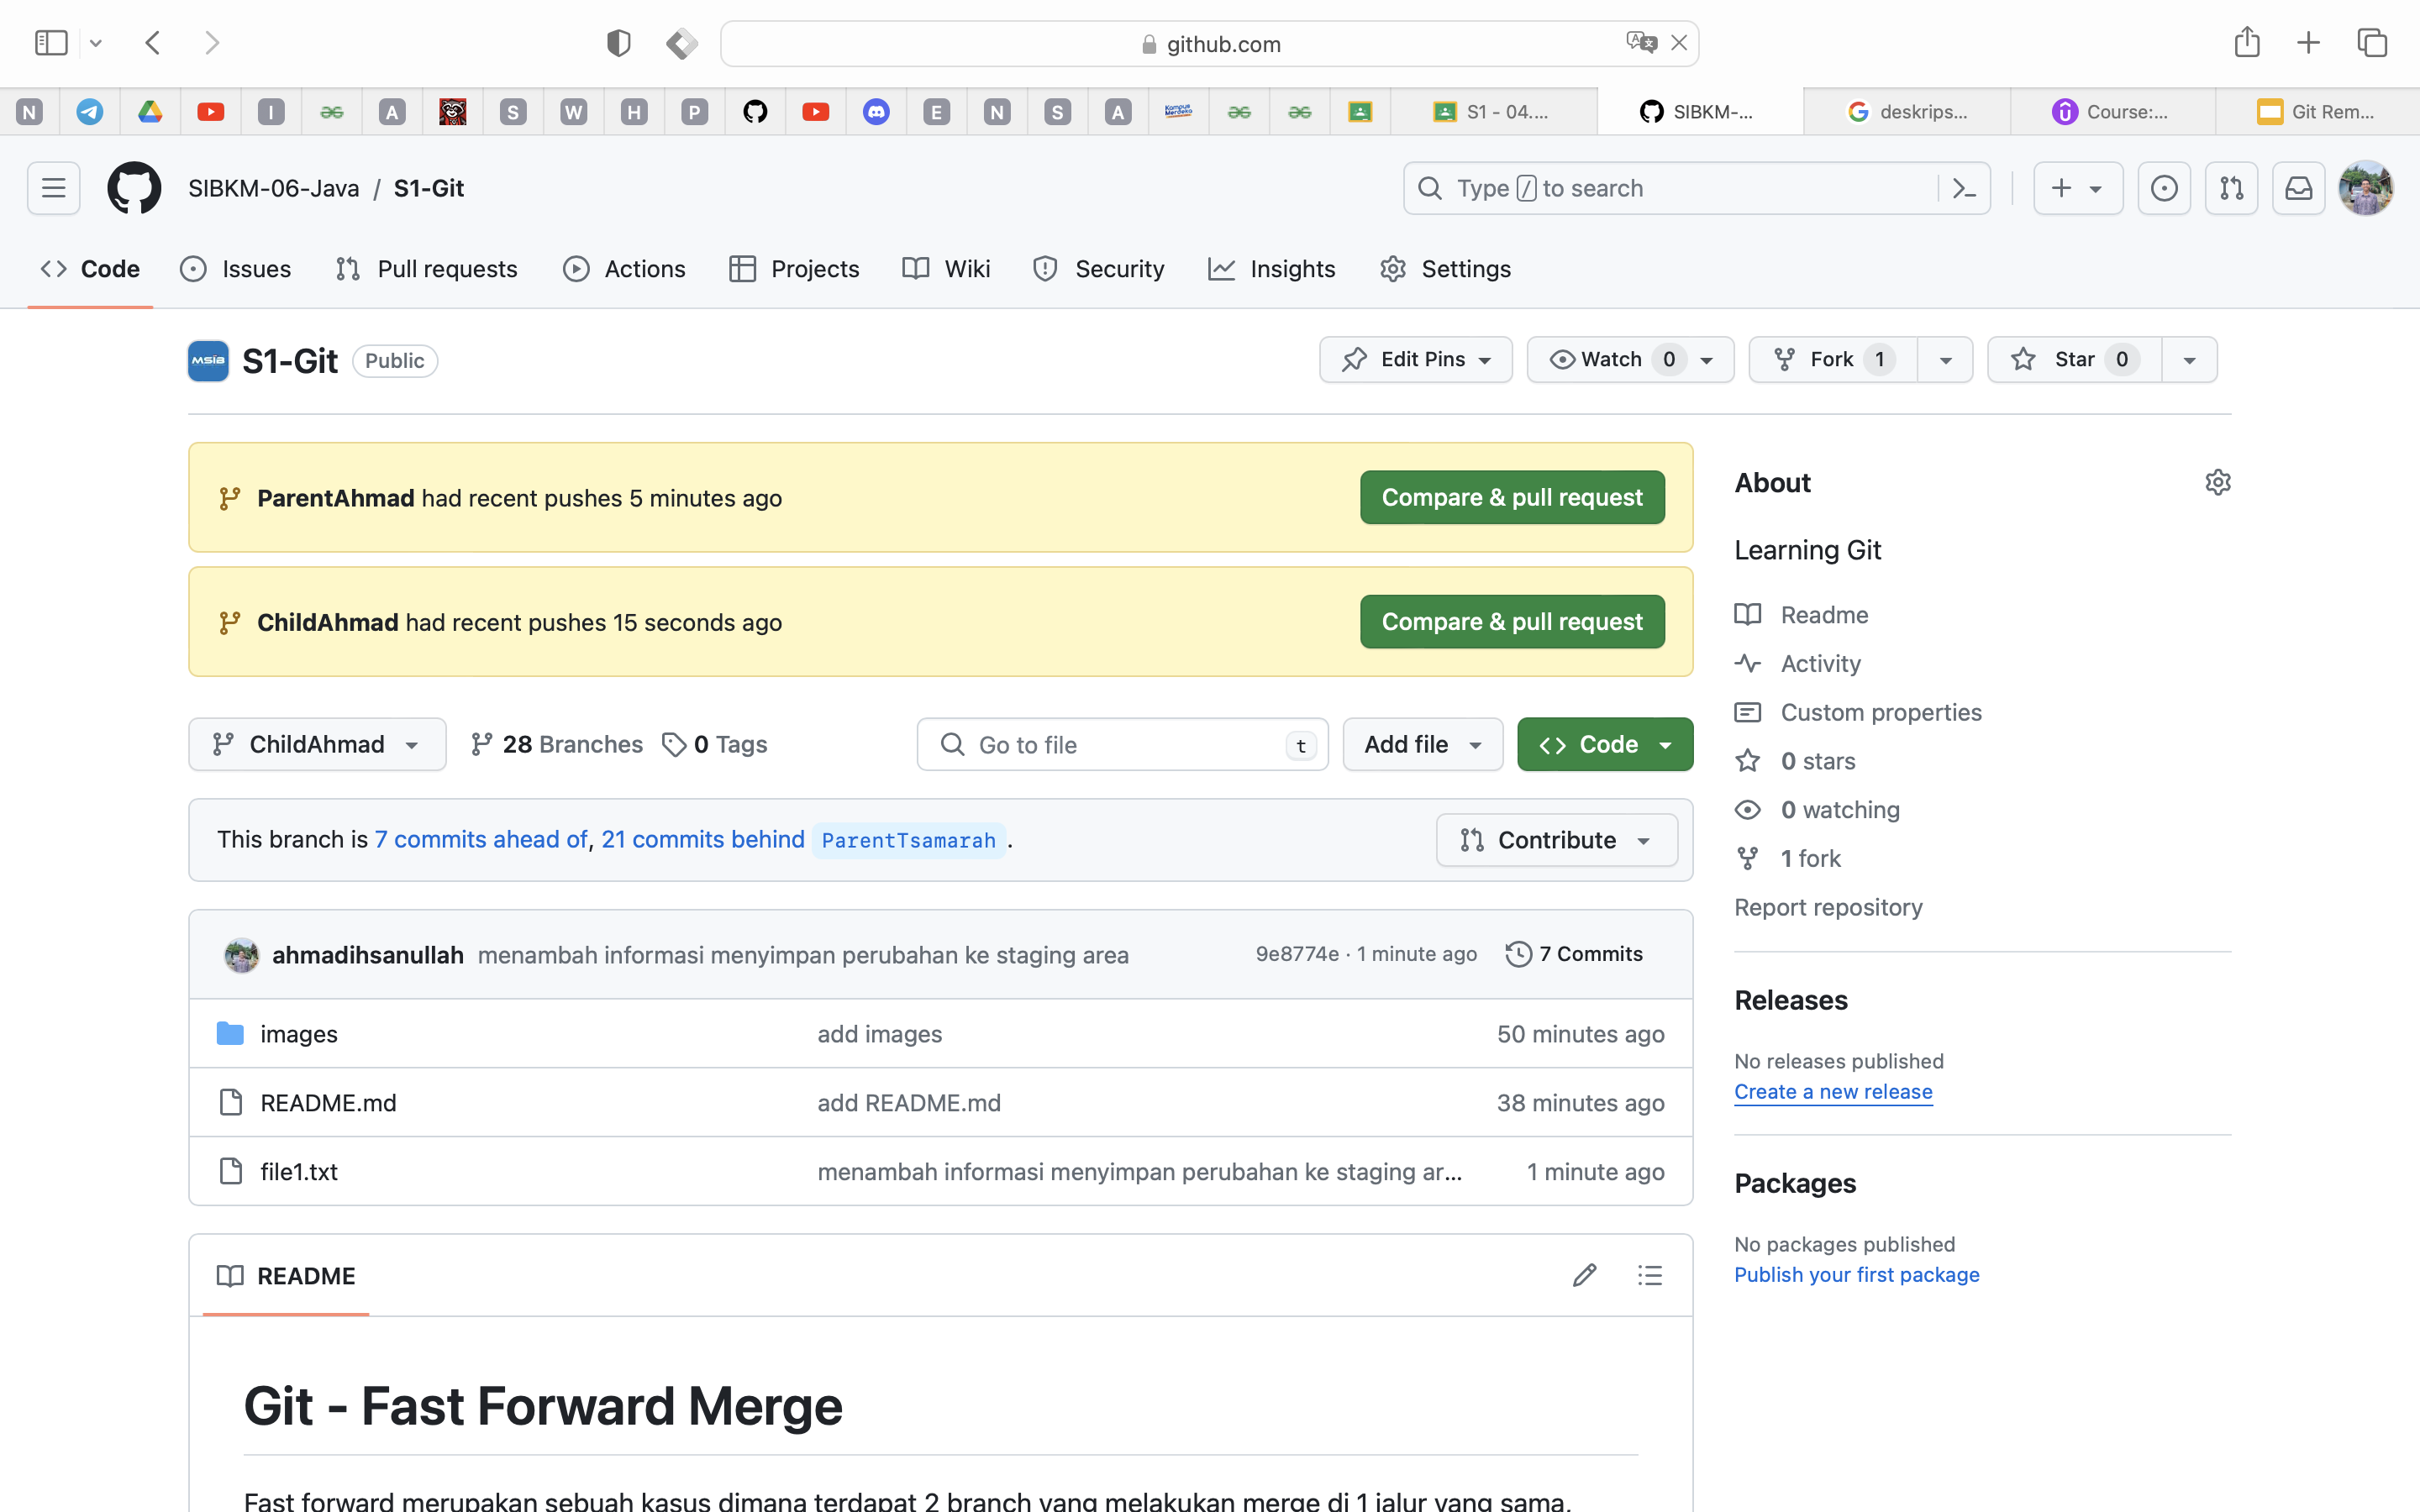 github.com
N I A S W H P E N S A Kampus Merdeka S1 - 04.... SIBKM-... deskrips... Course:... Git Rem...
SIBKM-06-Java / S1-Git
Type / to search
Code Issues Pull requests Actions Projects Wiki Security Insights Settings
MSIB S1-Git Public
Edit Pins Watch 0 Fork 1 Star 0
ParentAhmad had recent pushes 5 minutes ago Compare & pull request
ChildAhmad had recent pushes 15 seconds ago Compare & pull request
ChildAhmad 28 Branches 0 Tags Go to file t Add file Code
This branch is 7 commits ahead of, 21 commits behind ParentTsamarah . Contribute
ahmadihsanullah menambah informasi menyimpan perubahan ke staging area 9e8774e · 1 minute ago 7 Commits
images add images 50 minutes ago
README.md add README.md 38 minutes ago
file1.txt menambah informasi menyimpan perubahan ke staging ar... 1 minute ago
README
Git - Fast Forward Merge
Fast forward merupakan sebuah kasus dimana terdapat 2 branch yang melakukan merge di 1 jalur yang sama,
About
Learning Git
Readme
Activity
Custom properties
0 stars
0 watching
1 fork
Report repository
Releases
No releases published
Create a new release
Packages
No packages published
Publish your first package